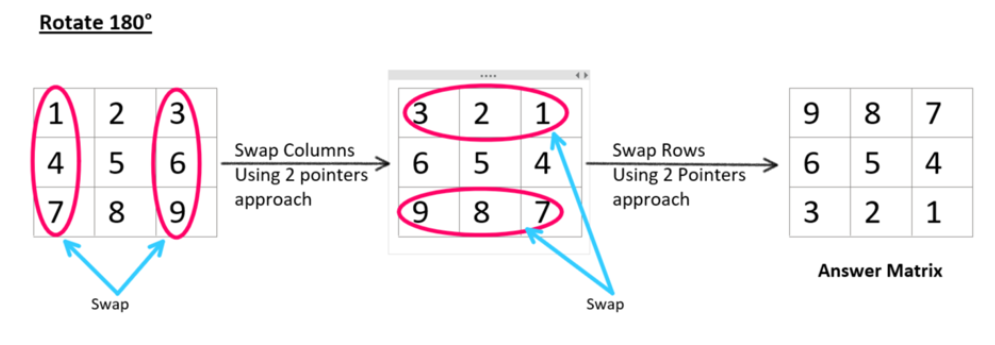 Rotate 180°
1 2 3
4 5 6
7 8 9
Swap
Swap Columns
Using 2 pointers
approach
3 2 1
6 5 4
9 8 7
Swap
Swap Rows
Using 2 Pointers
approach
9 8 7
6 5 4
3 2 1
Answer Matrix